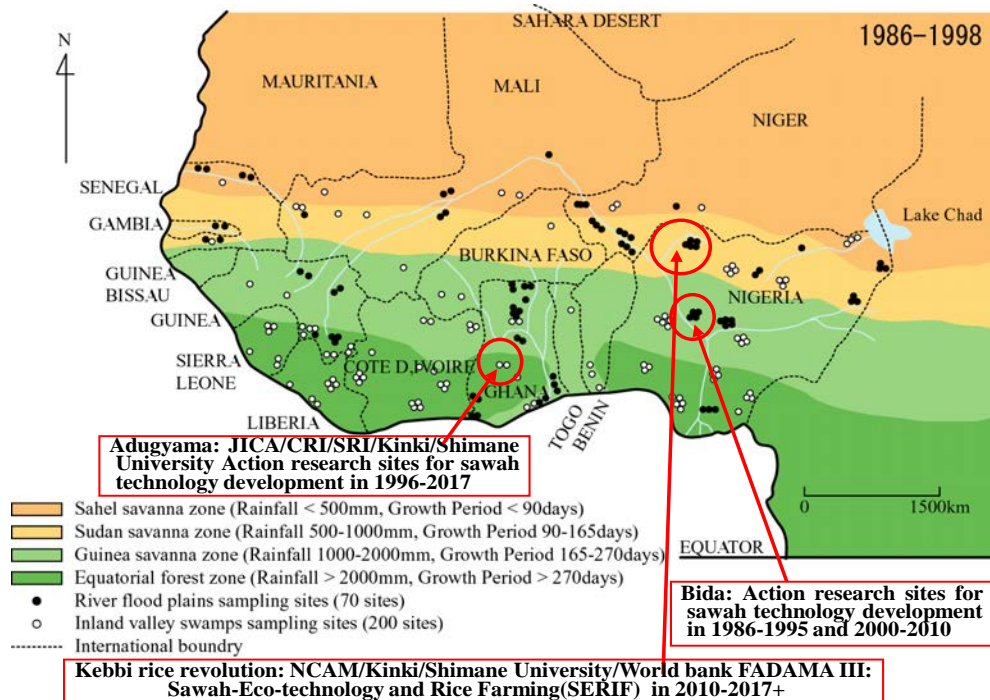 SAHARA DESERT
1986-1998
N
MAURITANIA
MALI
NIGER
SENEGAL
GAMBIA
Lake Chad
BURKINA FASO
GUINEA
BISSAU
NIGERIA
GUINEA
SIERRA
LEONE
COTE D,IVOIRE
GHANA
LIBERIA
TOGO
BENIN
Adugyama: JICA/CRI/SRI/Kinki/Shimane
University Action research sites for sawah
technology development in 1996-2017
Sahel savanna zone (Rainfall < 500mm, Growth Period < 90days)
Sudan savanna zone (Rainfall 500-1000mm, Growth Period 90-165days)
Guinea savanna zone (Rainfall 1000-2000mm, Growth Period 165-270days)
Equatorial forest zone (Rainfall > 2000mm, Growth Period > 270days)
River flood plains sampling sites (70 sites)
Inland valley swamps sampling sites (200 sites)
International boundry
0 1500km
EQUATOR
Bida: Action research sites for
sawah technology development
in 1986-1995 and 2000-2010
Kebbi rice revolution: NCAM/Kinki/Shimane University/World bank FADAMA III:
Sawah-Eco-technology and Rice Farming(SERIF) in 2010-2017+